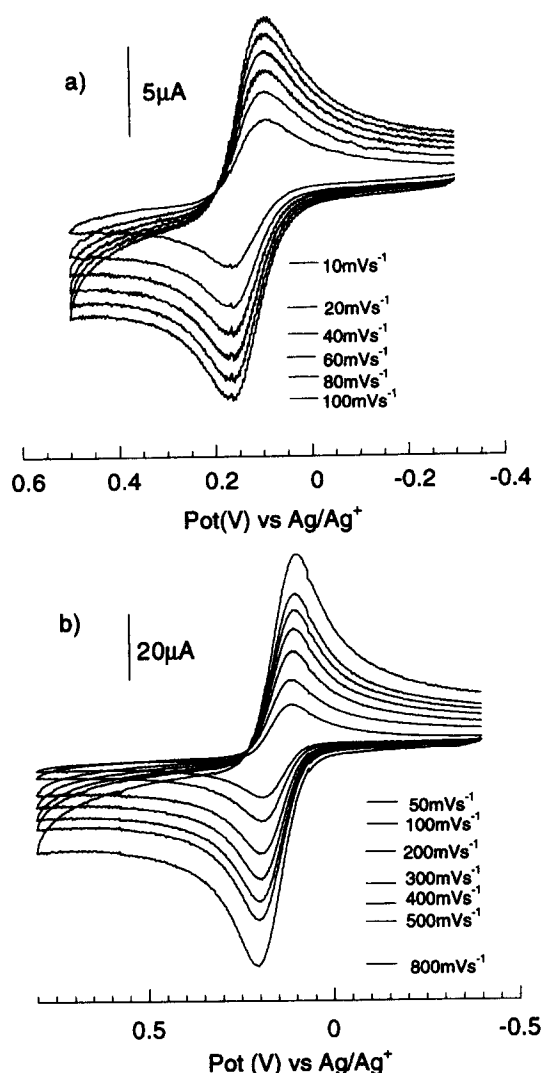 a)
5µA
10mVs⁻¹
20mVs⁻¹
40mVs⁻¹
60mVs⁻¹
80mVs⁻¹
100mVs⁻¹
0.6 0.4 0.2 0 -0.2 -0.4
Pot(V) vs Ag/Ag⁺
b)
20µA
50mVs⁻¹
100mVs⁻¹
200mVs⁻¹
300mVs⁻¹
400mVs⁻¹
500mVs⁻¹
800mVs⁻¹
0.5 0 -0.5
Pot (V) vs Ag/Ag⁺